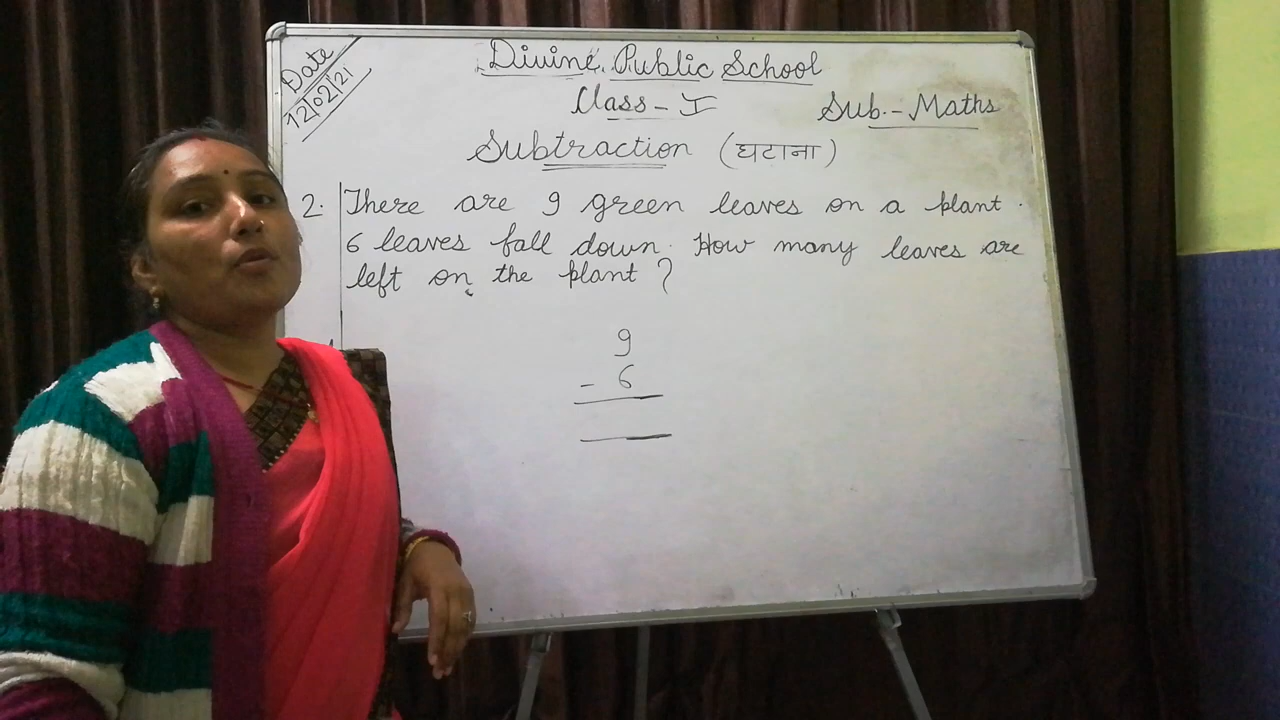 Date
12/02/21
Divine Public School
Class - I
Sub. - Maths
Subtraction (घटाना)
2. There are 9 green leaves on a plant.
6 leaves fall down. How many leaves are
left on the plant ?
9
- 6